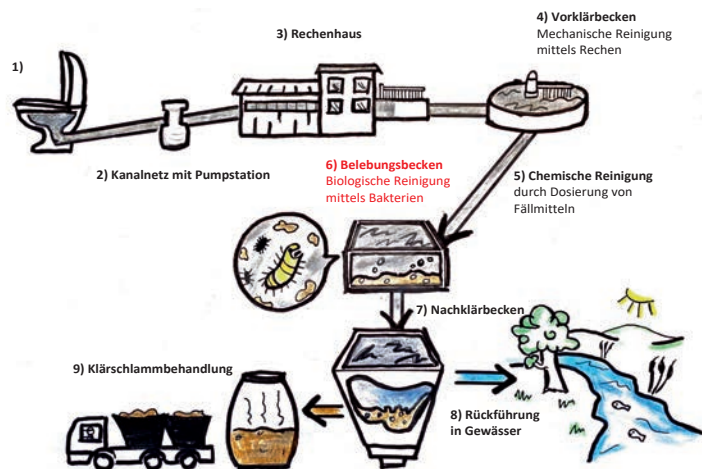 1)
2) Kanalnetz mit Pumpstation
3) Rechenhaus
4) Vorklärbecken
Mechanische Reinigung
mittels Rechen
5) Chemische Reinigung
durch Dosierung von
Fällmitteln
6) Belebungsbecken
Biologische Reinigung
mittels Bakterien
7) Nachklärbecken
8) Rückführung
in Gewässer
9) Klärschlammbehandlung